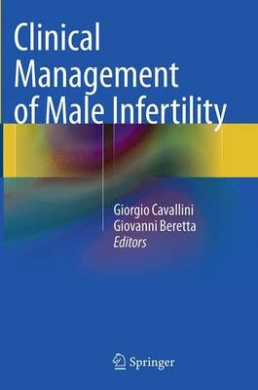 Clinical
Management
of Male Infertility
Giorgio Cavallini
Giovanni Beretta
Editors
Springer